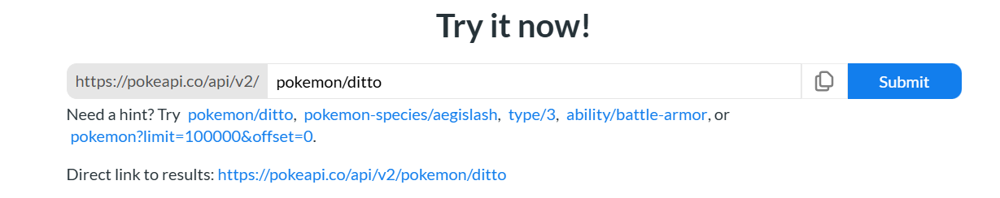 Try it now!
https://pokeapi.co/api/v2/ pokemon/ditto Submit
Need a hint? Try pokemon/ditto, pokemon-species/aegislash, type/3, ability/battle-armor, or
pokemon?limit=100000&offset=0.
Direct link to results: https://pokeapi.co/api/v2/pokemon/ditto